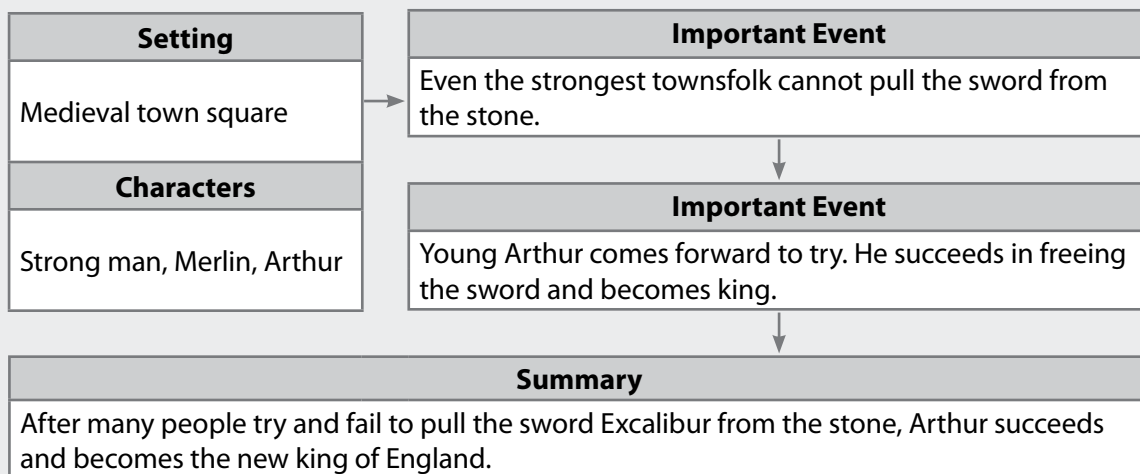 Setting
Medieval town square
Characters
Strong man, Merlin, Arthur
Important Event
Even the strongest townsfolk cannot pull the sword from
the stone.
Important Event
Young Arthur comes forward to try. He succeeds in freeing
the sword and becomes king.
Summary
After many people try and fail to pull the sword Excalibur from the stone, Arthur succeeds
and becomes the new king of England.